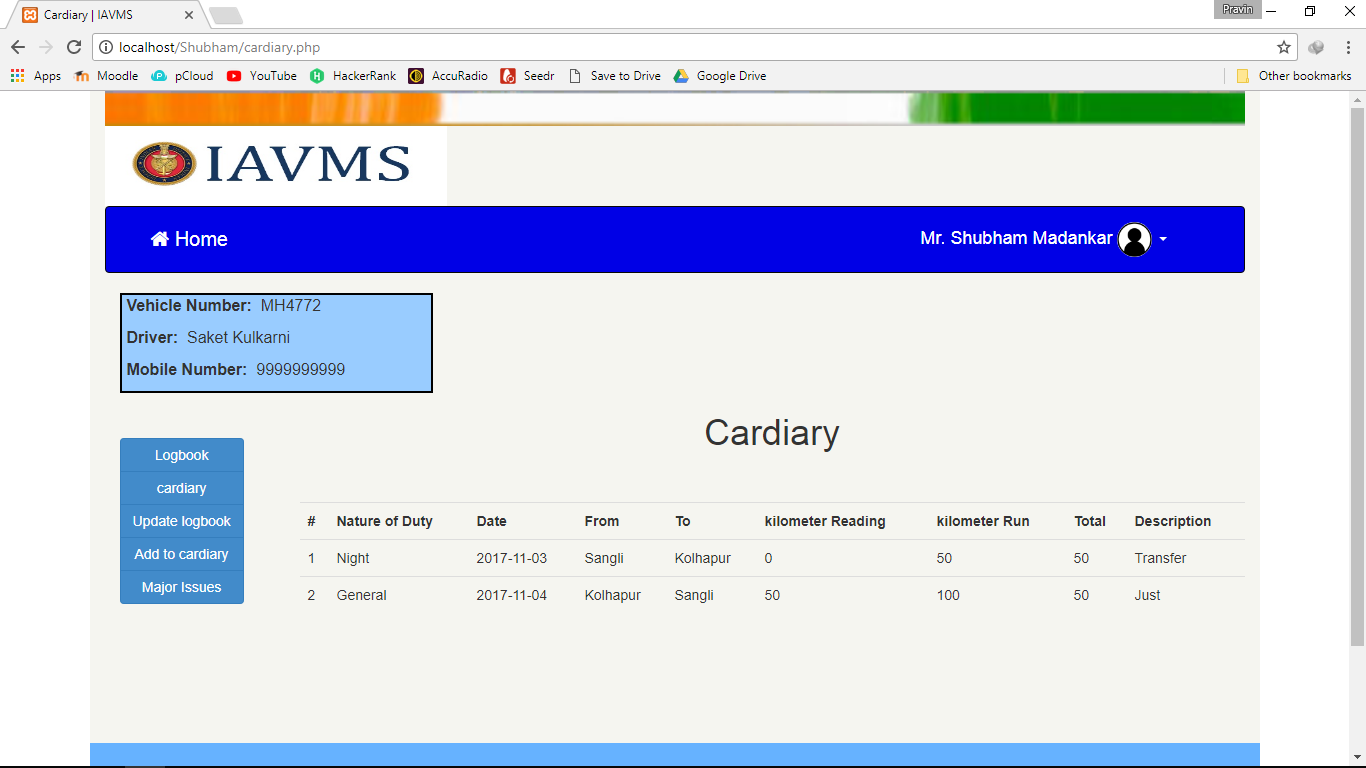 Cardiary | IAVMS
Pravin
localhost/Shubham/cardiary.php
Apps Moodle pCloud YouTube HackerRank AccuRadio Seedr Save to Drive Google Drive Other bookmarks
IAVMS
Home Mr. Shubham Madankar
Vehicle Number: MH4772
Driver: Saket Kulkarni
Mobile Number: 9999999999
Cardiary
Logbook
cardiary
Update logbook
Add to cardiary
Major Issues
# Nature of Duty Date From To kilometer Reading kilometer Run Total Description
1 Night 2017-11-03 Sangli Kolhapur 0 50 50 Transfer
2 General 2017-11-04 Kolhapur Sangli 50 100 50 Just